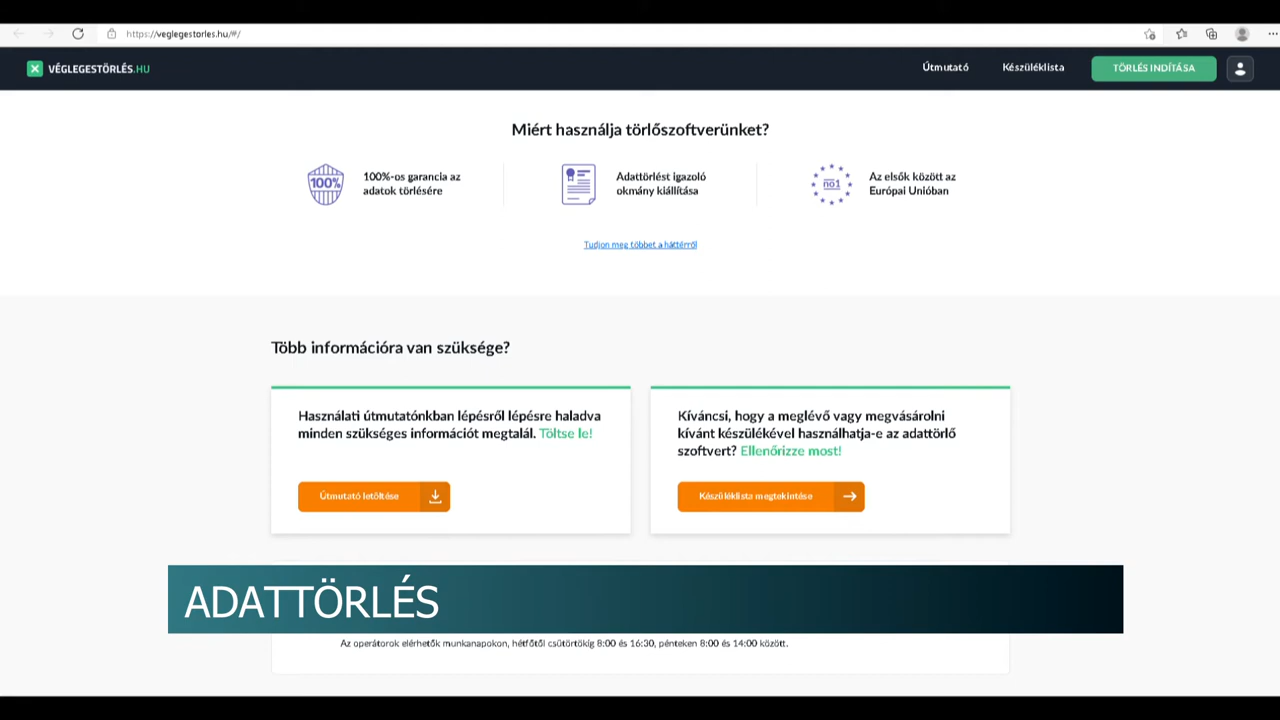 https://veglegestorles.hu/#/
VÉGLEGESTÖRLÉS.HU
Útmutató
Készüléklista
TÖRLÉS INDÍTÁSA
Miért használja törlőszoftverünket?
100%
100%-os garancia az
adatok törlésére
Adattörlést igazoló
okmány kiállítása
no1
Az elsők között az
Európai Unióban
Tudjon meg többet a háttérről
Több információra van szüksége?
Használati útmutatónkban lépésről lépésre haladva
minden szükséges információt megtalál. Töltse le!
Útmutató letöltése
Kíváncsi, hogy a meglévő vagy megvásárolni
kívánt készülékével használhatja-e az adattörlő
szoftvert? Ellenőrizze most!
Készüléklista megtekintése
ADATTÖRLÉS
Az operátorok elérhetők munkanapokon, hétfőtől csütörtökig 8:00 és 16:30, pénteken 8:00 és 14:00 között.